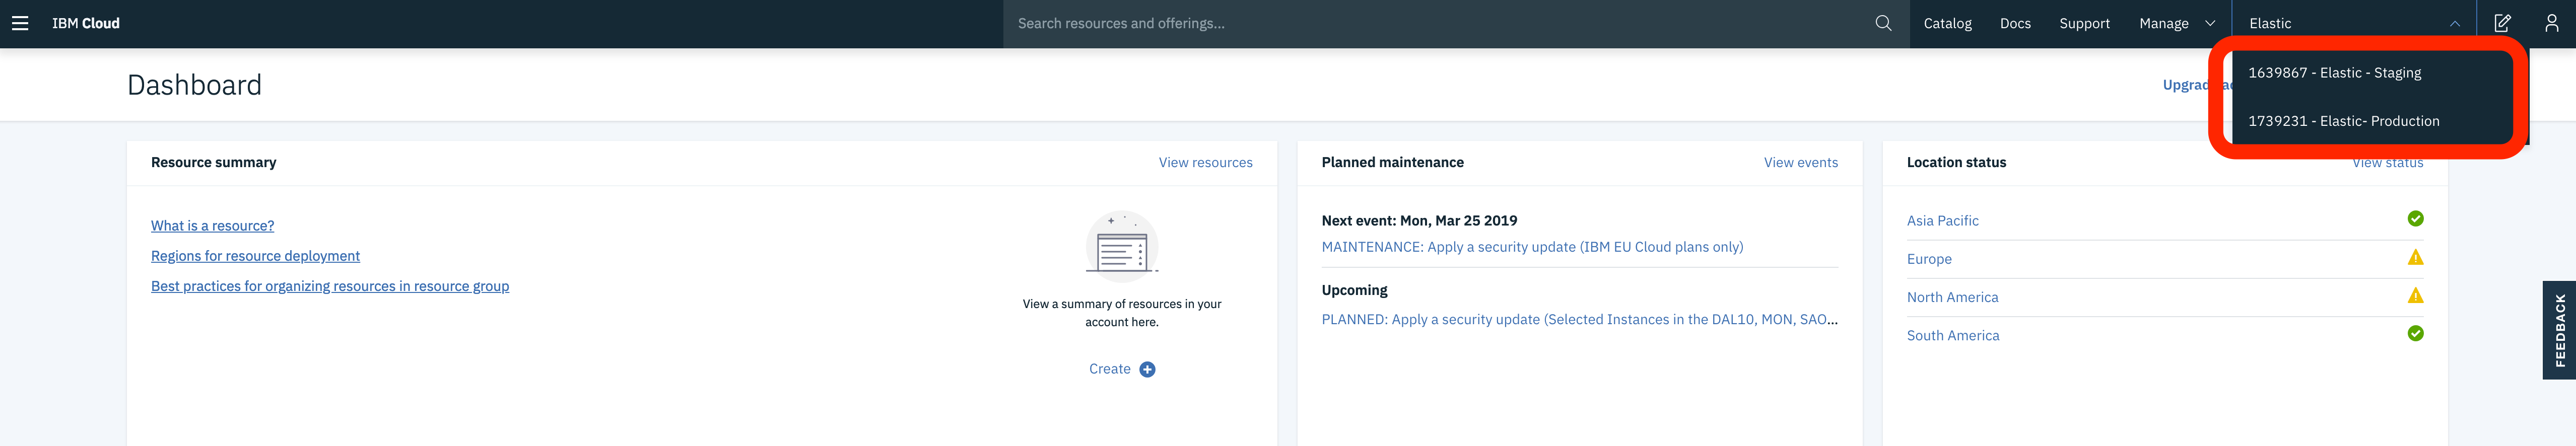 IBM Cloud
Search resources and offerings...
Catalog
Docs
Support
Manage
Elastic
1639867 - Elastic - Staging
1739231 - Elastic- Production
Dashboard
Resource summary
View resources
What is a resource?
Regions for resource deployment
Best practices for organizing resources in resource group
View a summary of resources in your
account here.
Create
Planned maintenance
View events
Next event: Mon, Mar 25 2019
MAINTENANCE: Apply a security update (IBM EU Cloud plans only)
Upcoming
PLANNED: Apply a security update (Selected Instances in the DAL10, MON, SAO...
Location status
View status
Asia Pacific
Europe
North America
South America
FEEDBACK